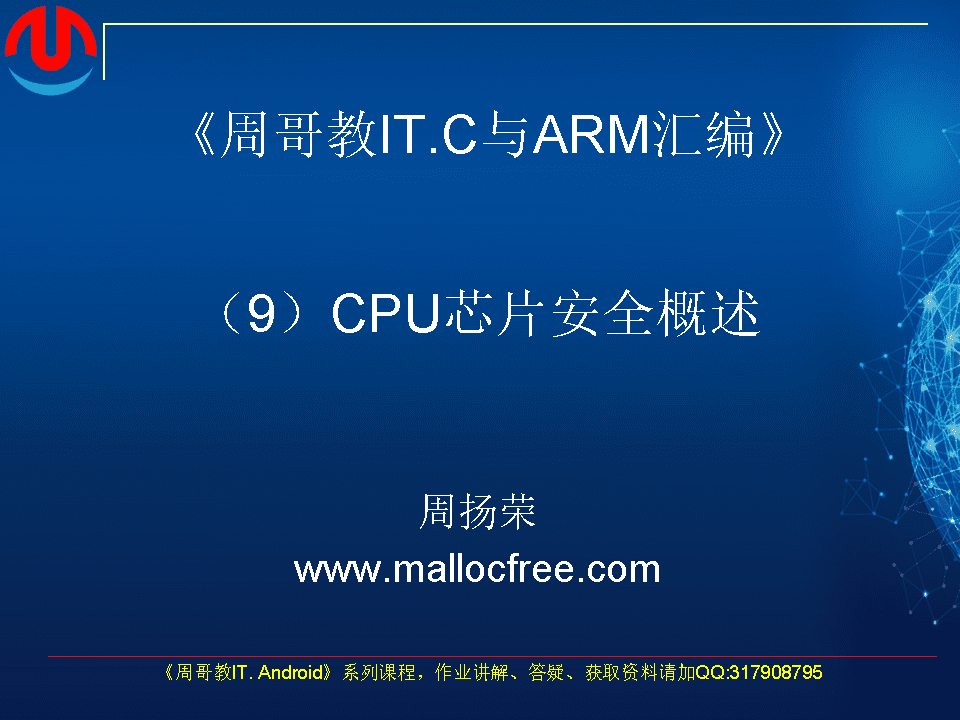 《周哥教IT.C与ARM汇编》
（9）CPU芯片安全概述
周扬荣
www.mallocfree.com
《周哥教IT. Android》系列课程，作业讲解、答疑、获取资料请加QQ:317908795